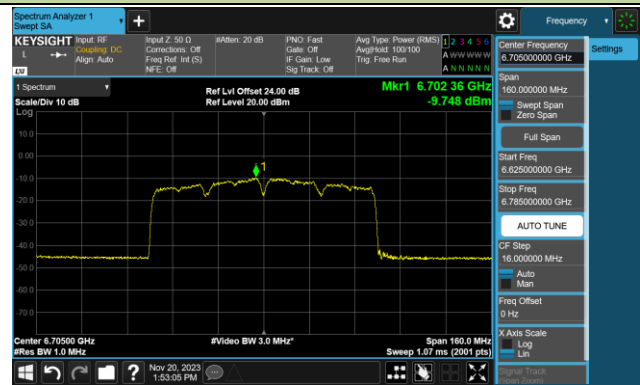 Spectrum Analyzer 1
Swept SA
Frequency
KEYSIGHT
L
LXI
Input: RF
Coupling: DC
Align: Auto
Input Z: 50 Ω
Corrections: Off
Freq Ref: Int (S)
NFE: Off
#Atten: 20 dB
PNO: Fast
Gate: Off
IF Gain: Low
Sig Track: Off
Avg Type: Power (RMS)
Avg|Hold: 100/100
Trig: Free Run
1 2 3 4 5 6
A W W W W W
A N N N N N
Center Frequency
6.705000000 GHz
Settings
1 Spectrum
Scale/Div 10 dB
Log
Ref Lvl Offset 24.00 dB
Ref Level 20.00 dBm
Mkr1 6.702 36 GHz
-9.748 dBm
Span
160.000000 MHz
Swept Span
Zero Span
Full Span
Start Freq
6.625000000 GHz
Stop Freq
6.785000000 GHz
AUTO TUNE
CF Step
16.000000 MHz
Auto
Man
Freq Offset
0 Hz
X Axis Scale
Log
Lin
Signal Track
(Span Zoom)
10.0
0.00
-10.0
-20.0
-30.0
-40.0
-50.0
-60.0
-70.0
1
Center 6.70500 GHz
#Res BW 1.0 MHz
#Video BW 3.0 MHz*
Span 160.0 MHz
Sweep 1.07 ms (2001 pts)
?
Nov 20, 2023
1:53:05 PM